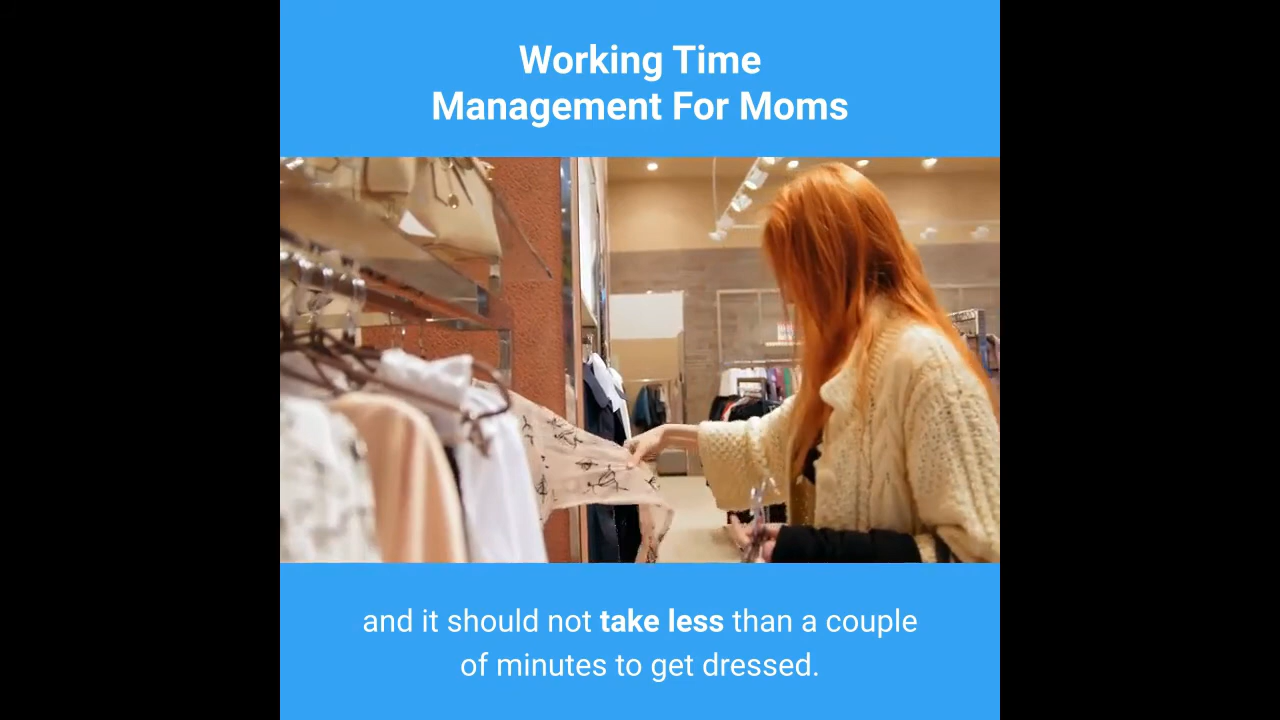 Working Time
Management For Moms
and it should not take less than a couple
of minutes to get dressed.